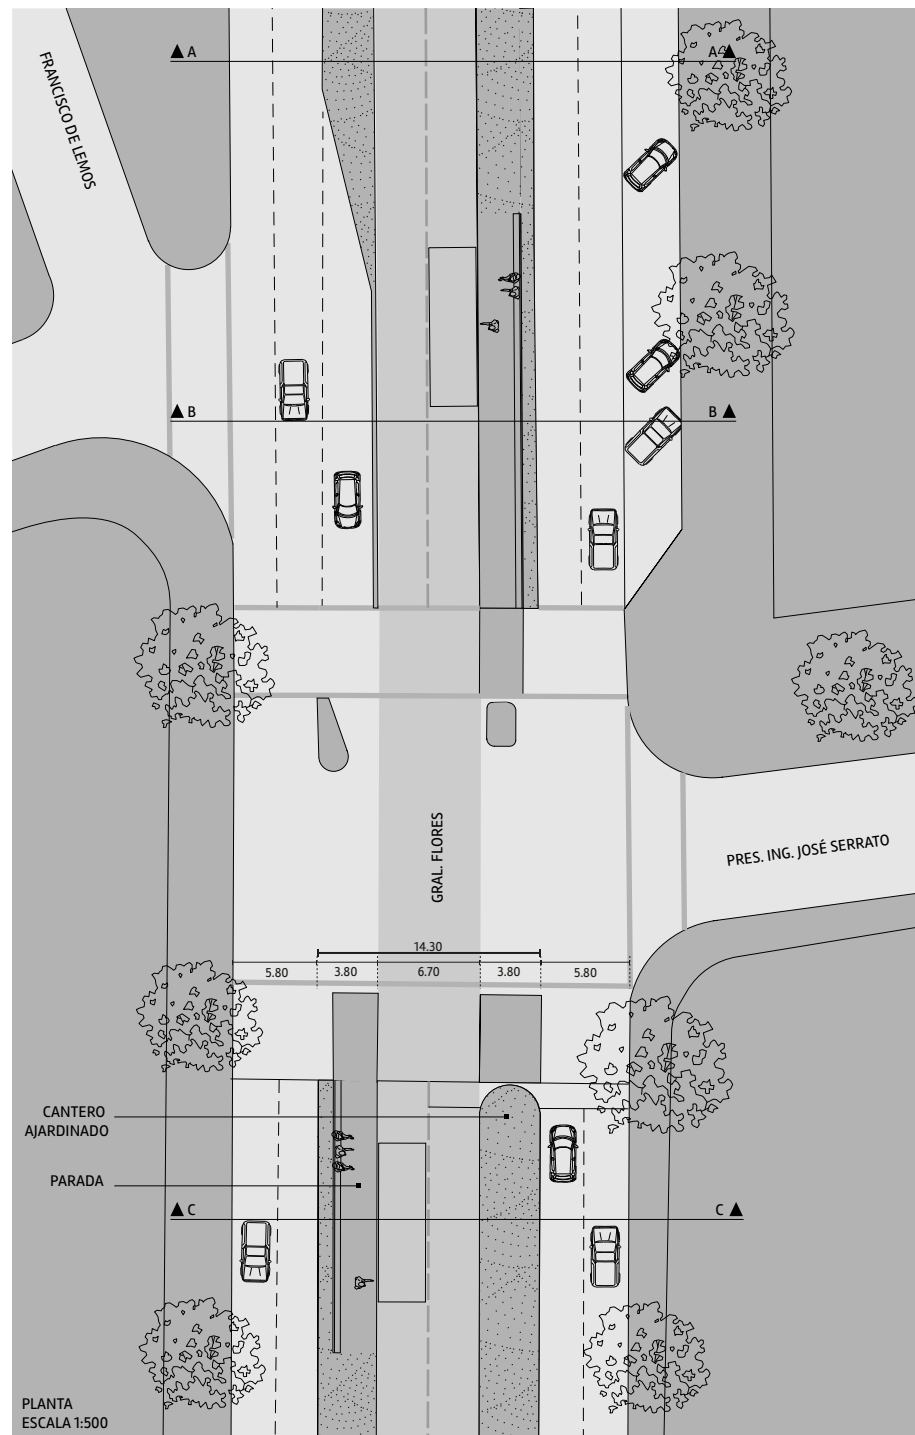 A A
FRANCISCO DE LEMOS
B B
GRAL. FLORES
PRES. ING. JOSÉ SERRATO
14.30
5.80 3.80 6.70 3.80 5.80
CANTERO
AJARDINADO
PARADA
C C
PLANTA
ESCALA 1:500